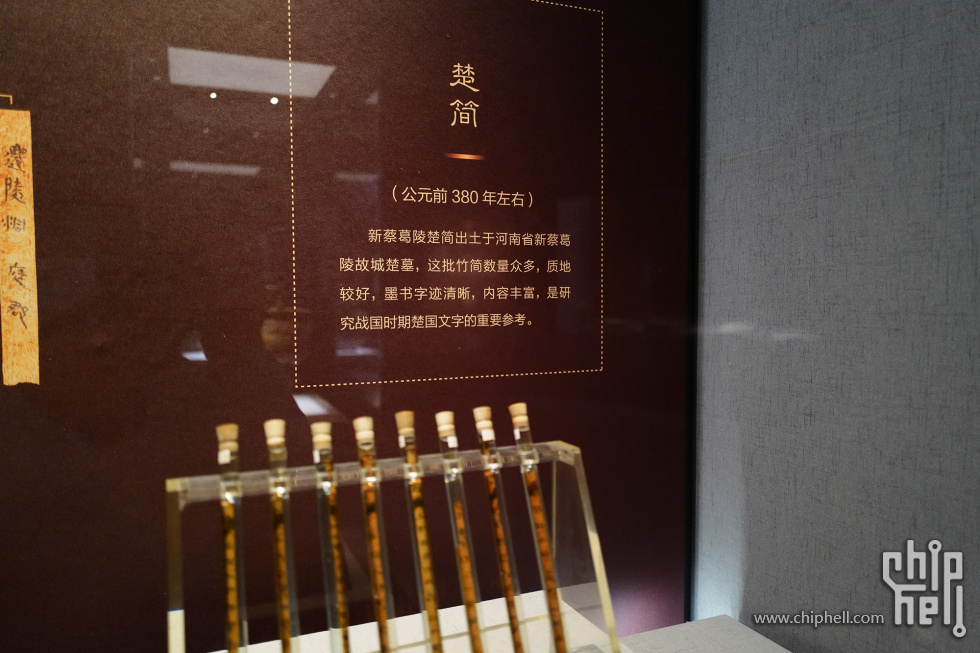 楚
简
（公元前 380 年左右）
新蔡葛陵楚简出土于河南省新蔡葛
陵故城楚墓，这批竹简数量众多，质地
较好，墨书字迹清晰，内容丰富，是研
究战国时期楚国文字的重要参考。
陵
庭
郡
chip
hell
www.chiphell.com